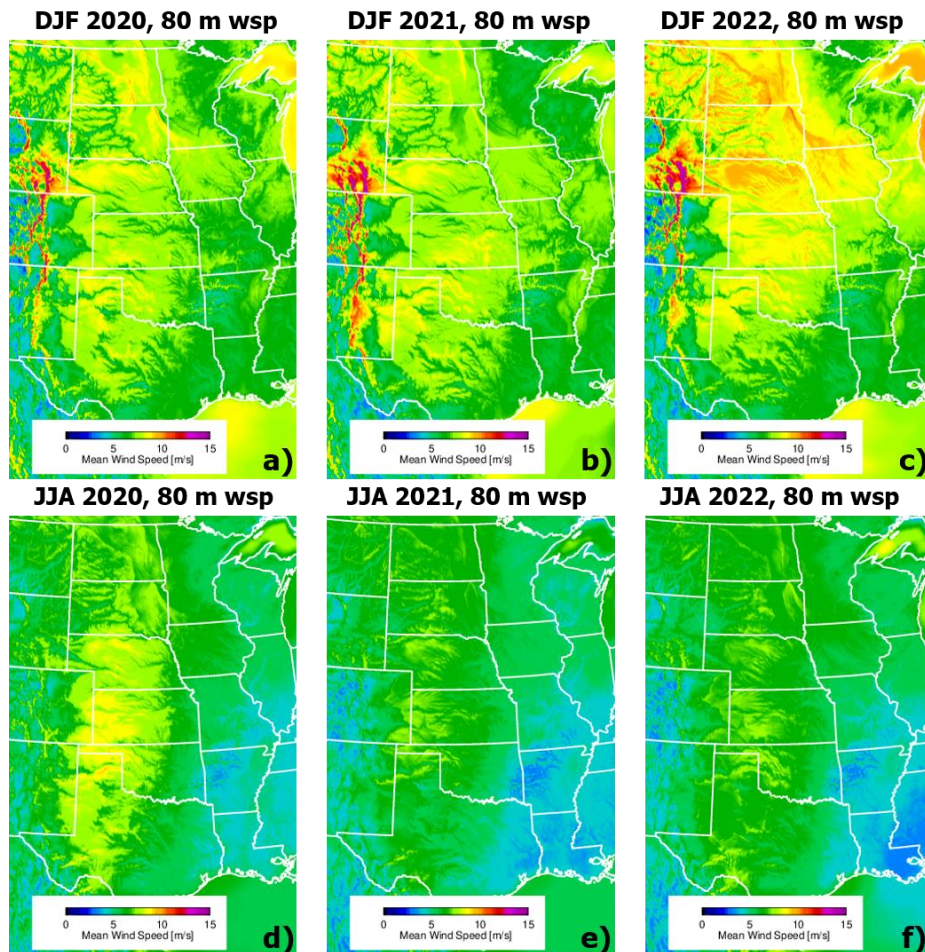 DJF 2020, 80 m wsp
DJF 2021, 80 m wsp
DJF 2022, 80 m wsp
0 5 10 15
Mean Wind Speed [m/s]
a)
0 5 10 15
Mean Wind Speed [m/s]
b)
0 5 10 15
Mean Wind Speed [m/s]
c)
JJA 2020, 80 m wsp
JJA 2021, 80 m wsp
JJA 2022, 80 m wsp
0 5 10 15
Mean Wind Speed [m/s]
d)
0 5 10 15
Mean Wind Speed [m/s]
e)
0 5 10 15
Mean Wind Speed [m/s]
f)